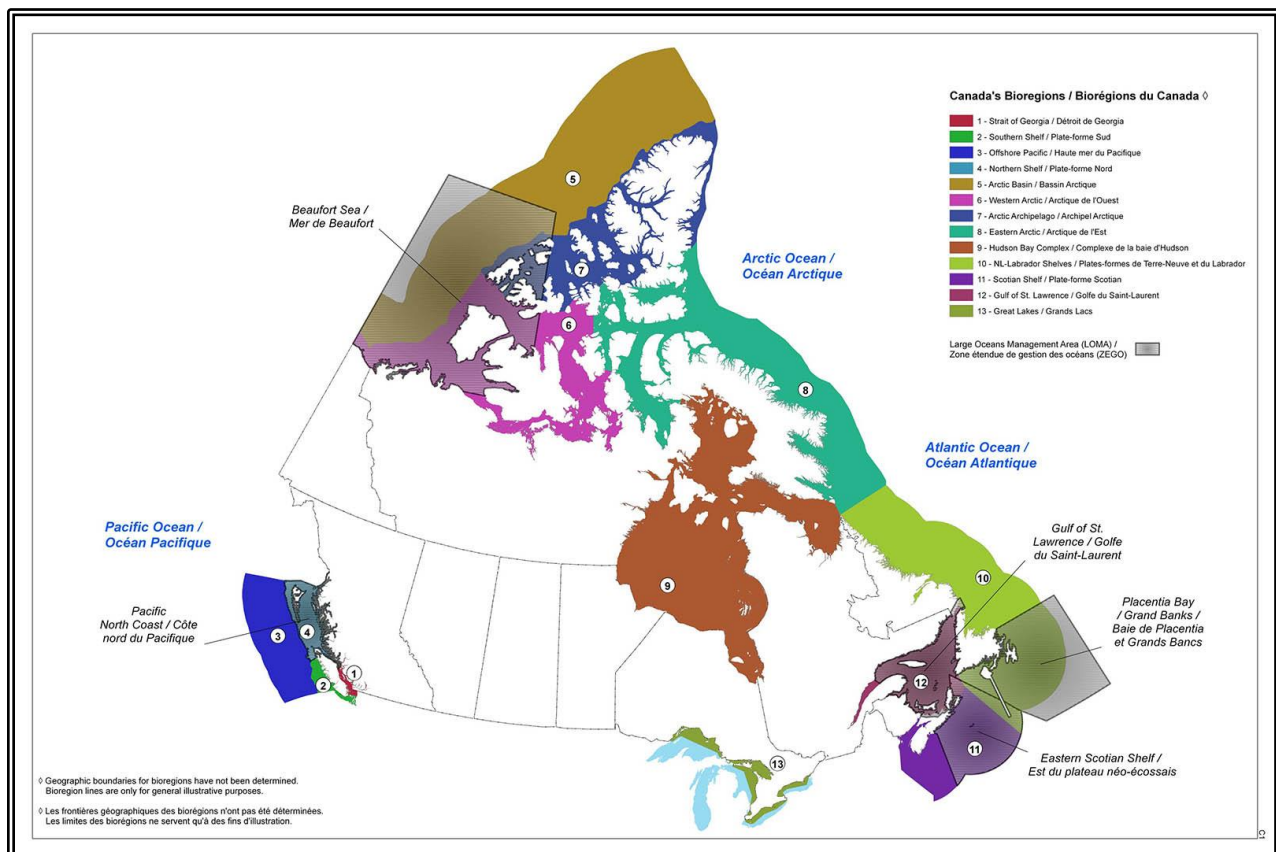 Canada's Bioregions / Biorégions du Canada ◊
1 - Strait of Georgia / Détroit de Georgia
2 - Southern Shelf / Plate-forme Sud
3 - Offshore Pacific / Haute mer du Pacifique
4 - Northern Shelf / Plate-forme Nord
5 - Arctic Basin / Bassin Arctique
6 - Western Arctic / Arctique de l'Ouest
7 - Arctic Archipelago / Archipel Arctique
8 - Eastern Arctic / Arctique de l'Est
9 - Hudson Bay Complex / Complexe de la baie d'Hudson
10 - NL-Labrador Shelves / Plates-formes de Terre-Neuve et du Labrador
11 - Scotian Shelf / Plate-forme Scotian
12 - Gulf of St. Lawrence / Golfe du Saint-Laurent
13 - Great Lakes / Grands Lacs
Large Oceans Management Area (LOMA) /
Zone étendue de gestion des océans (ZEGO)
5
Beaufort Sea /
Mer de Beaufort
Arctic Ocean /
Océan Arctique
7
6
8
Atlantic Ocean /
Océan Atlantique
Pacific Ocean /
Océan Pacifique
Gulf of St.
Lawrence / Golfe
du Saint-Laurent
9
10
Pacific
North Coast / Côte
nord du Pacifique
3
4
1
2
Placentia Bay
/ Grand Banks /
Baie de Placentia
et Grands Bancs
12
11
13
Eastern Scotian Shelf /
Est du plateau néo-écossais
◊ Geographic boundaries for bioregions have not been determined.
Bioregion lines are only for general illustrative purposes.
◊ Les frontières géographiques des biorégions n'ont pas été déterminées.
Les limites des biorégions ne servent qu'à des fins d'illustration.
C1